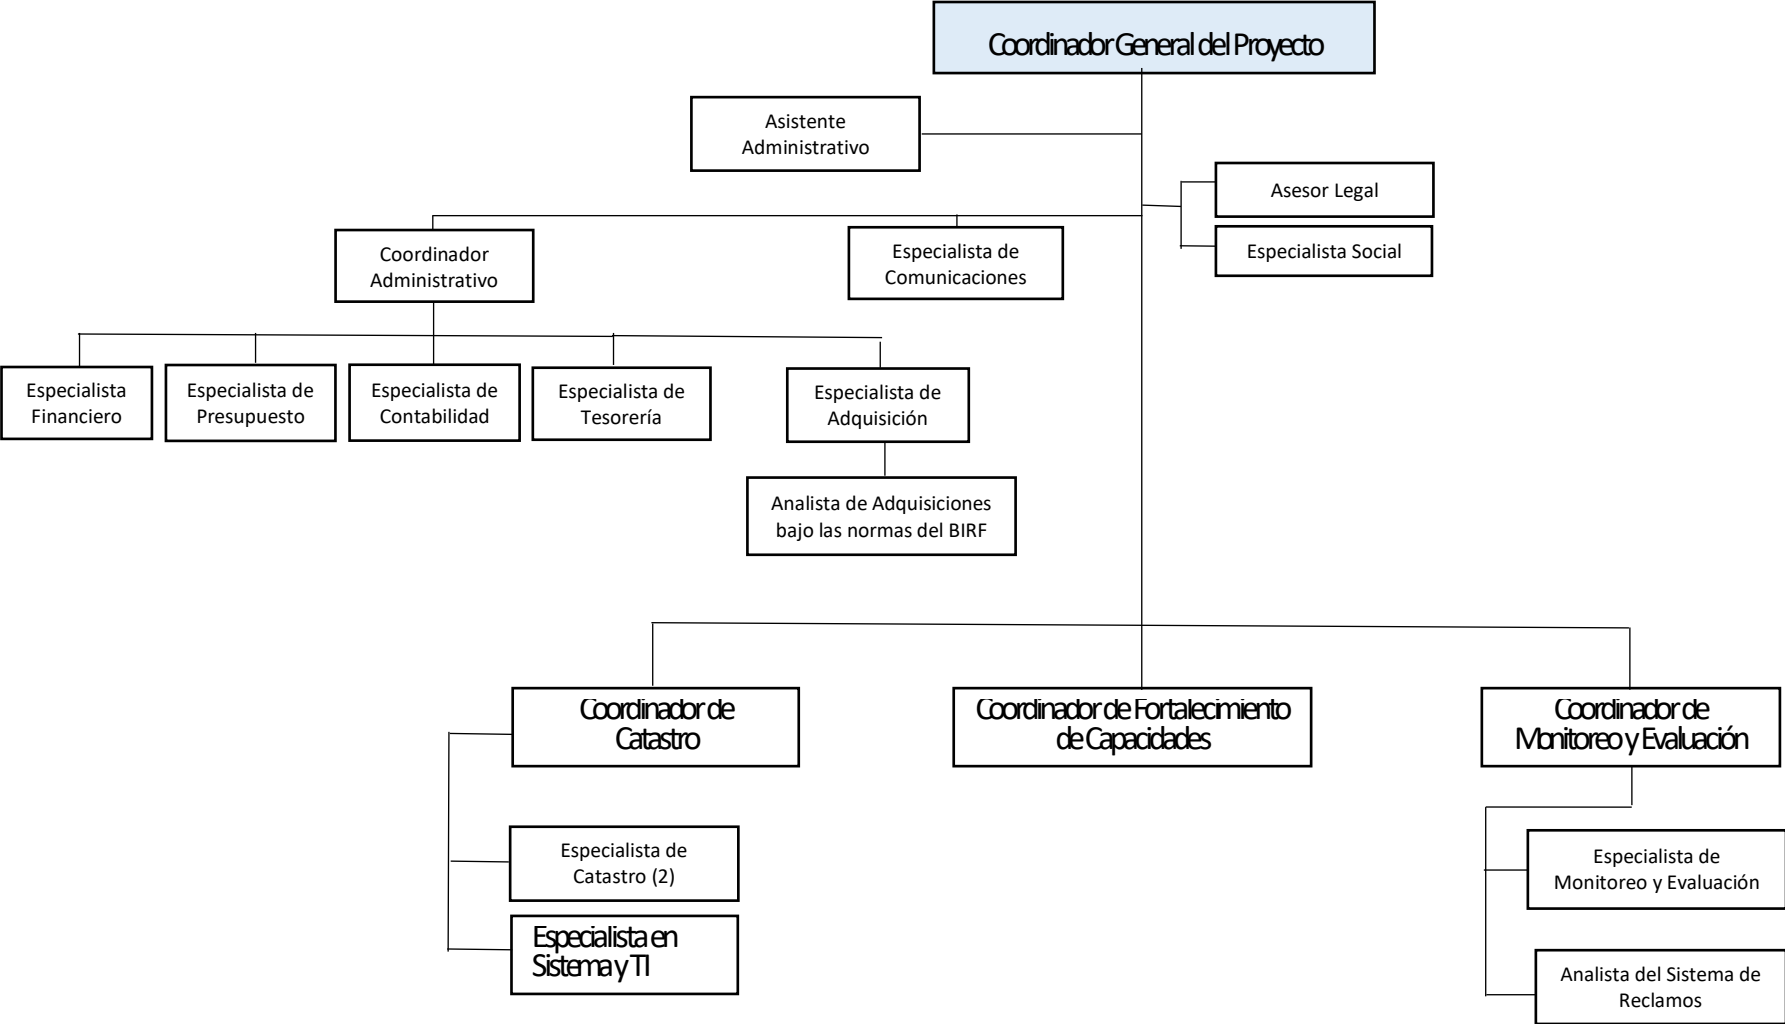 Coordinador General del Proyecto
Asistente
Administrativo
Asesor Legal
Especialista Social
Coordinador
Administrativo
Especialista de
Comunicaciones
Especialista
Financiero
Especialista de
Presupuesto
Especialista de
Contabilidad
Especialista de
Tesorería
Especialista de
Adquisición
Analista de Adquisiciones
bajo las normas del BIRF
Coordinador de
Catastro
Coordinador de Fortalecimiento
de Capacidades
Coordinador de
Monitoreo y Evaluación
Especialista de
Catastro (2)
Especialista en
Sistema y TI
Especialista de
Monitoreo y Evaluación
Analista del Sistema de
Reclamos